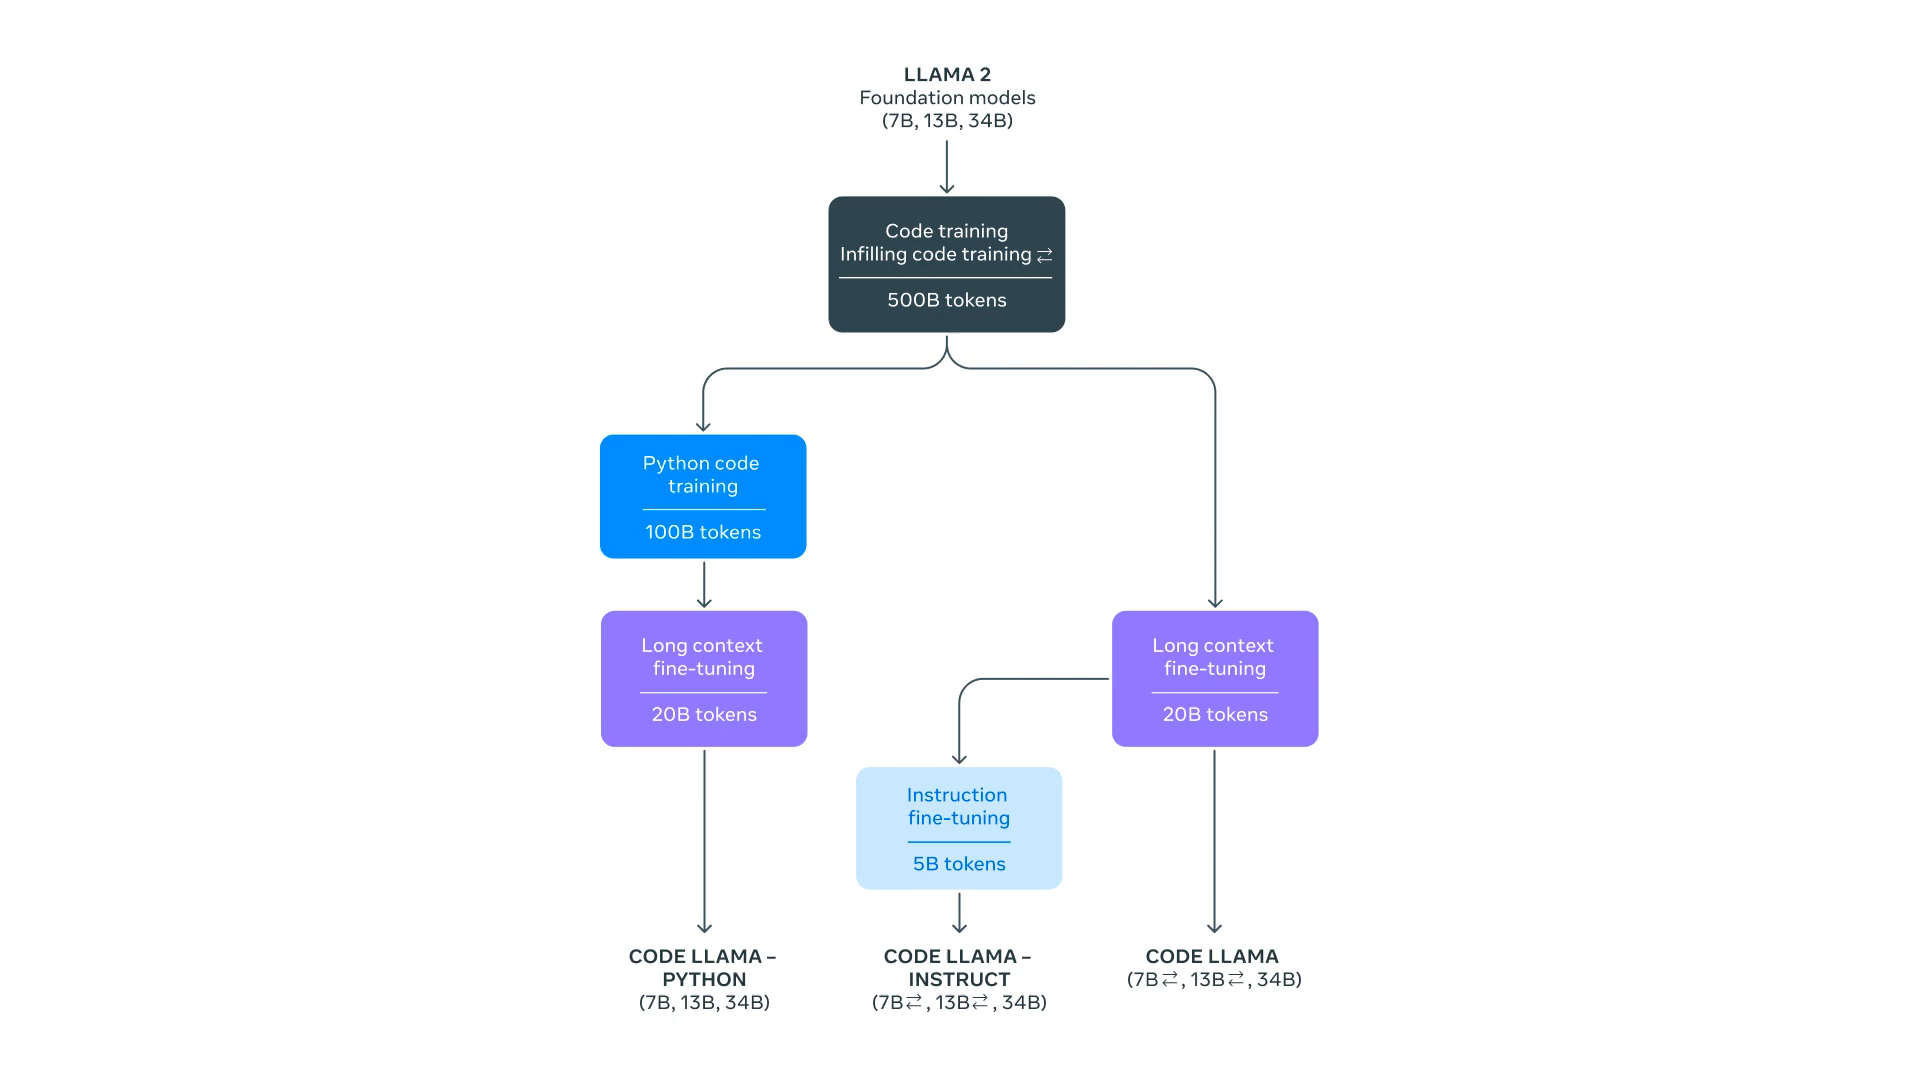 LLAMA 2
Foundation models
(7B, 13B, 34B)
Code training
Infilling code training ⇄
500B tokens
Python code
training
100B tokens
Long context
fine-tuning
20B tokens
Long context
fine-tuning
20B tokens
Instruction
fine-tuning
5B tokens
CODE LLAMA –
PYTHON
(7B, 13B, 34B)
CODE LLAMA –
INSTRUCT
(7B⇄, 13B⇄, 34B)
CODE LLAMA
(7B⇄, 13B⇄, 34B)